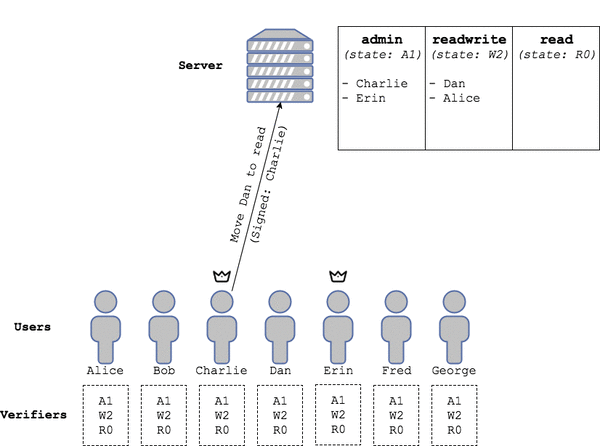 Server
admin readwrite read
(state: A1) (state: W2) (state: R0)
- Charlie - Dan
- Erin - Alice
Move Dan to read
(Signed: Charlie)
Users
Alice Bob Charlie Dan Erin Fred George
Verifiers
A1 A1 A1 A1 A1 A1 A1
W2 W2 W2 W2 W2 W2 W2
R0 R0 R0 R0 R0 R0 R0